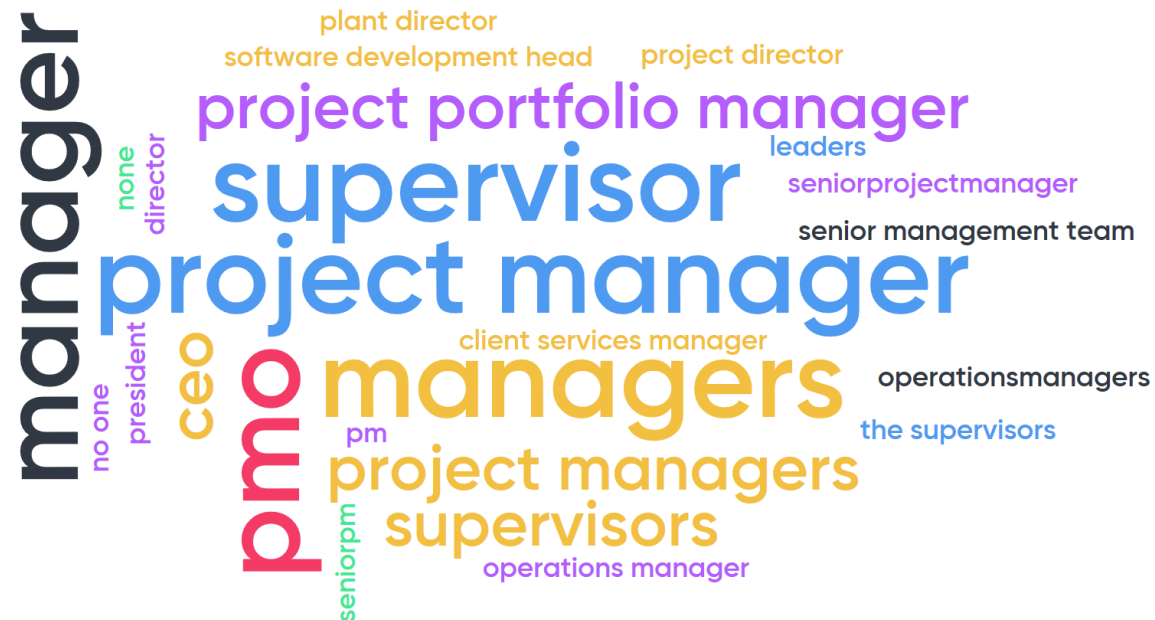 manager
plant director
software development head
project director
project portfolio manager
none
director
supervisor
leaders
seniorprojectmanager
senior management team
project manager
no one
president
ceo
pmo
client services manager
managers
operationsmanagers
pm
the supervisors
project managers
seniorpm
supervisors
operations manager